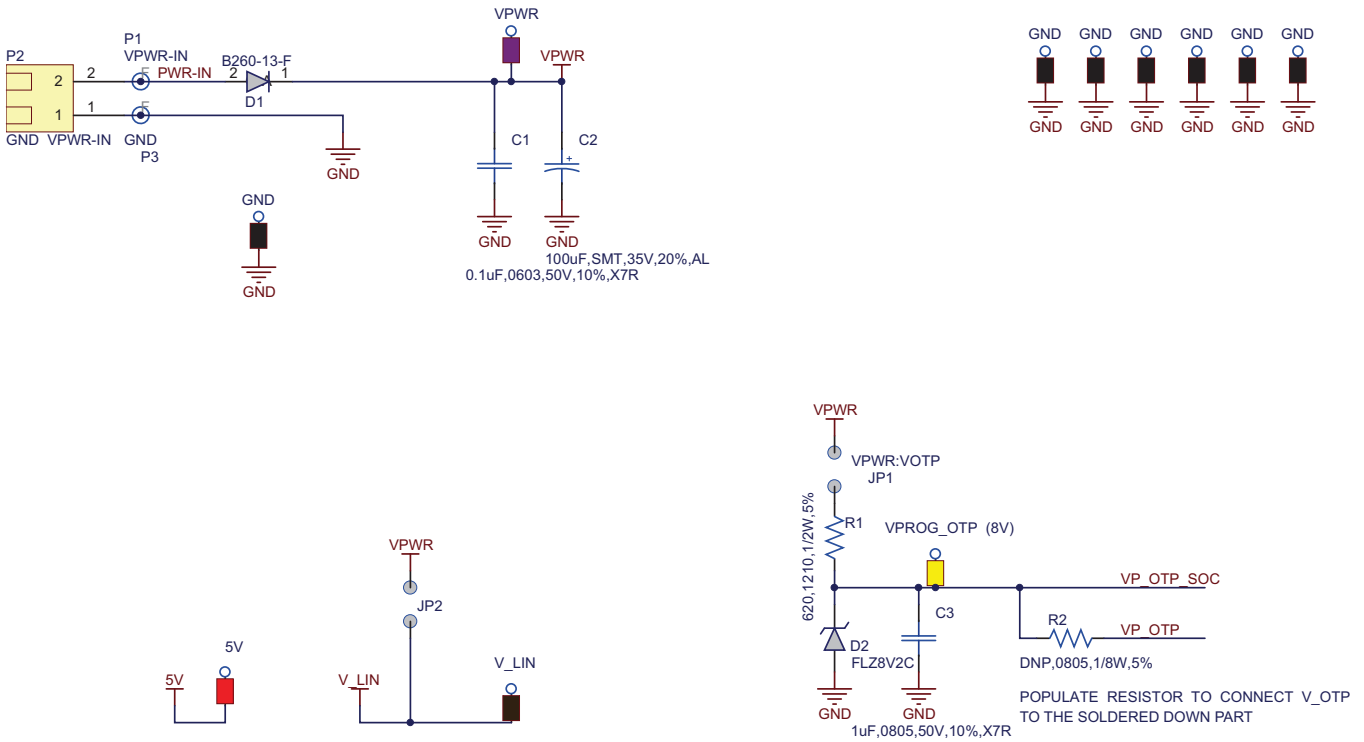 VPWR
P1
VPWR-IN
P2
2
2
F
PWR-IN
B260-13-F
2
1
D1
VPWR
1
1
F
GND
VPWR-IN
GND
P3
GND
C1
C2
+
GND
GND
100uF,SMT,35V,20%,AL
0.1uF,0603,50V,10%,X7R
GND
GND
GND
GND
GND
GND
GND
GND
GND
GND
GND
GND
GND
GND
VPWR
VPWR:VOTP
JP1
620,1210,1/2W,5%
R1
VPROG_OTP (8V)
VP_OTP_SOC
C3
R2
VP_OTP
D2
FLZ8V2C
DNP,0805,1/8W,5%
GND
GND
1uF,0805,50V,10%,X7R
POPULATE RESISTOR TO CONNECT V_OTP
TO THE SOLDERED DOWN PART
VPWR
JP2
5V
5V
V_LIN
V_LIN